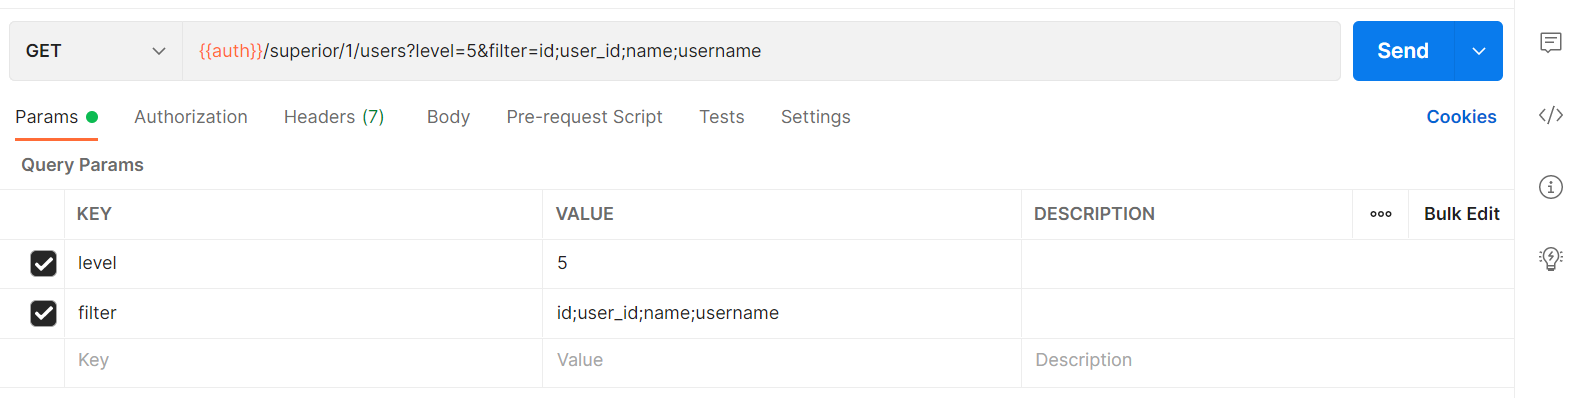 GET {{auth}}/superior/1/users?level=5&filter=id;user_id;name;username Send
Params Authorization Headers (7) Body Pre-request Script Tests Settings Cookies
Query Params
KEY VALUE DESCRIPTION ooo Bulk Edit
level 5
filter id;user_id;name;username
Key Value Description